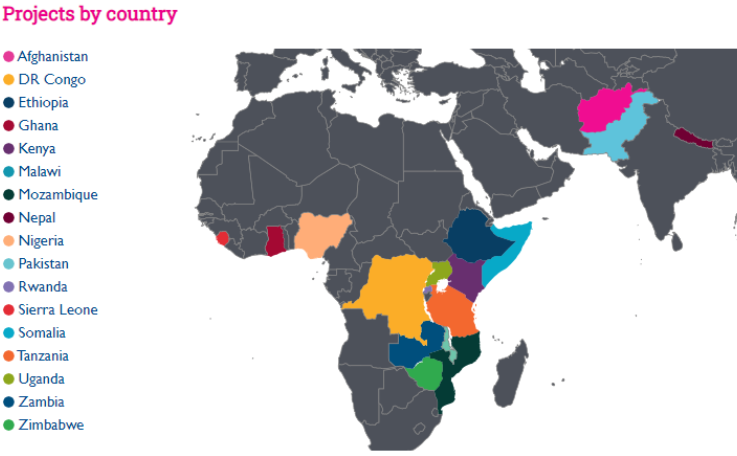 Projects by country
Afghanistan
DR Congo
Ethiopia
Ghana
Kenya
Malawi
Mozambique
Nepal
Nigeria
Pakistan
Rwanda
Sierra Leone
Somalia
Tanzania
Uganda
Zambia
Zimbabwe